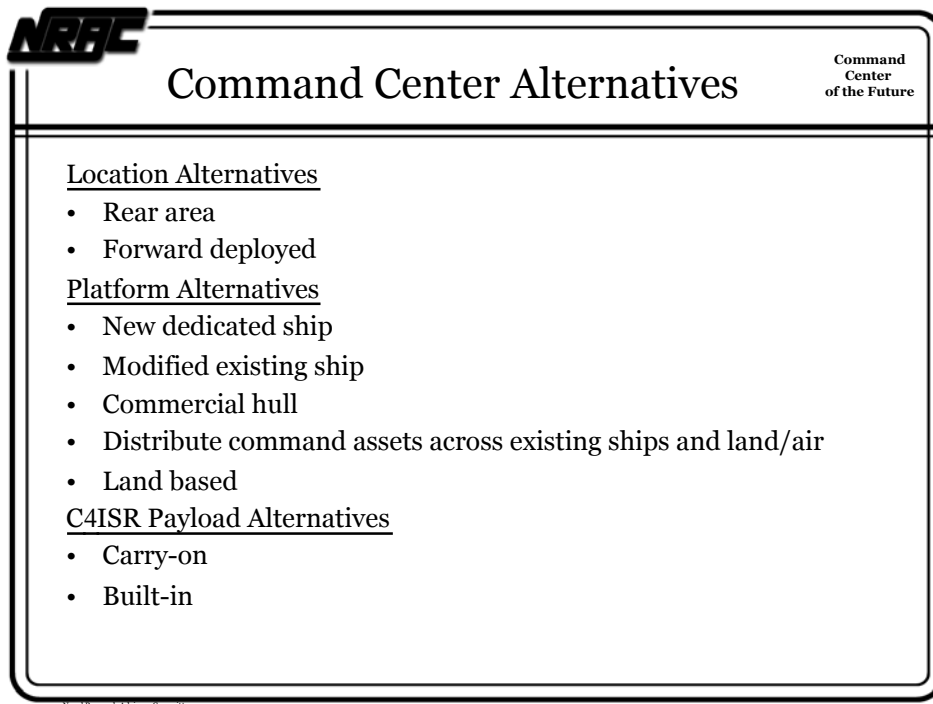 NRAC
Command Center Alternatives
Command
Center
of the Future
Location Alternatives
• Rear area
• Forward deployed
Platform Alternatives
• New dedicated ship
• Modified existing ship
• Commercial hull
• Distribute command assets across existing ships and land/air
• Land based
C4ISR Payload Alternatives
• Carry-on
• Built-in